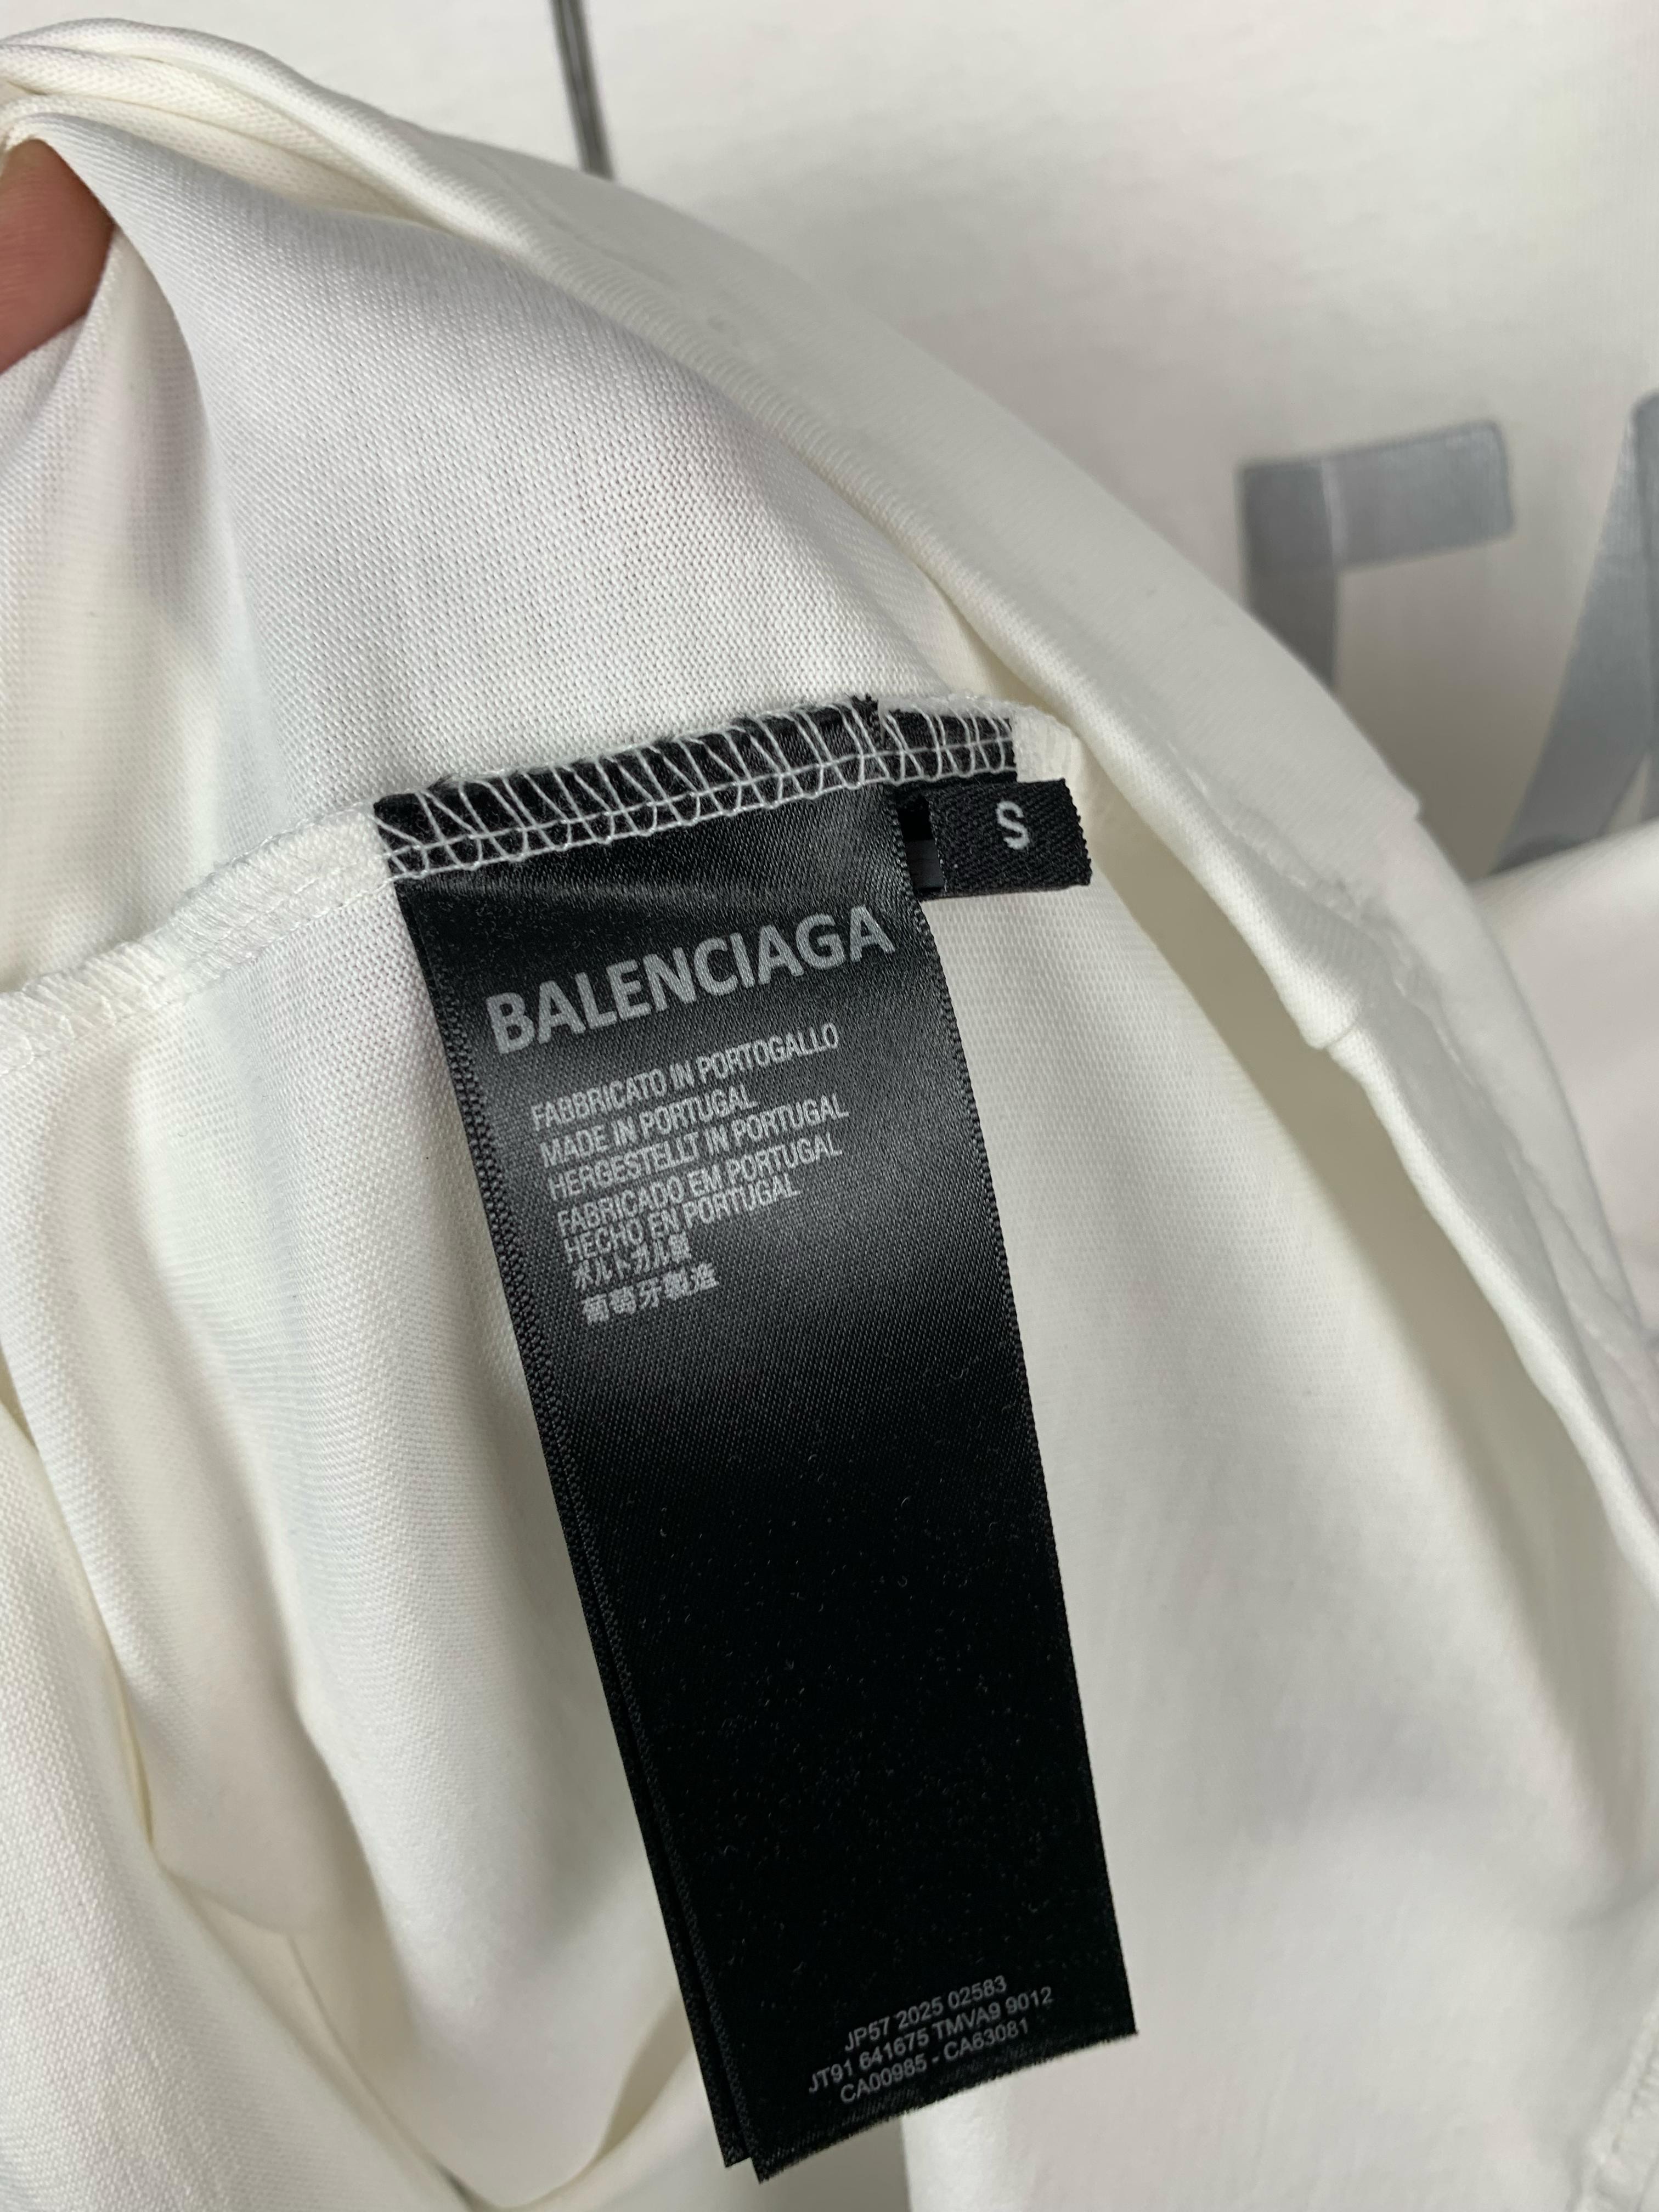 S
BALENCIAGA
FABBRICATO IN PORTOGALLO
MADE IN PORTUGAL
HERGESTELLT IN PORTUGAL
FABRICADO EM PORTUGAL
HECHO EN PORTUGAL
ポルトガル製
葡萄牙製造
JP57 2025 02583
JT91 641675 TMVA9 9012
CA00985 - CA63081